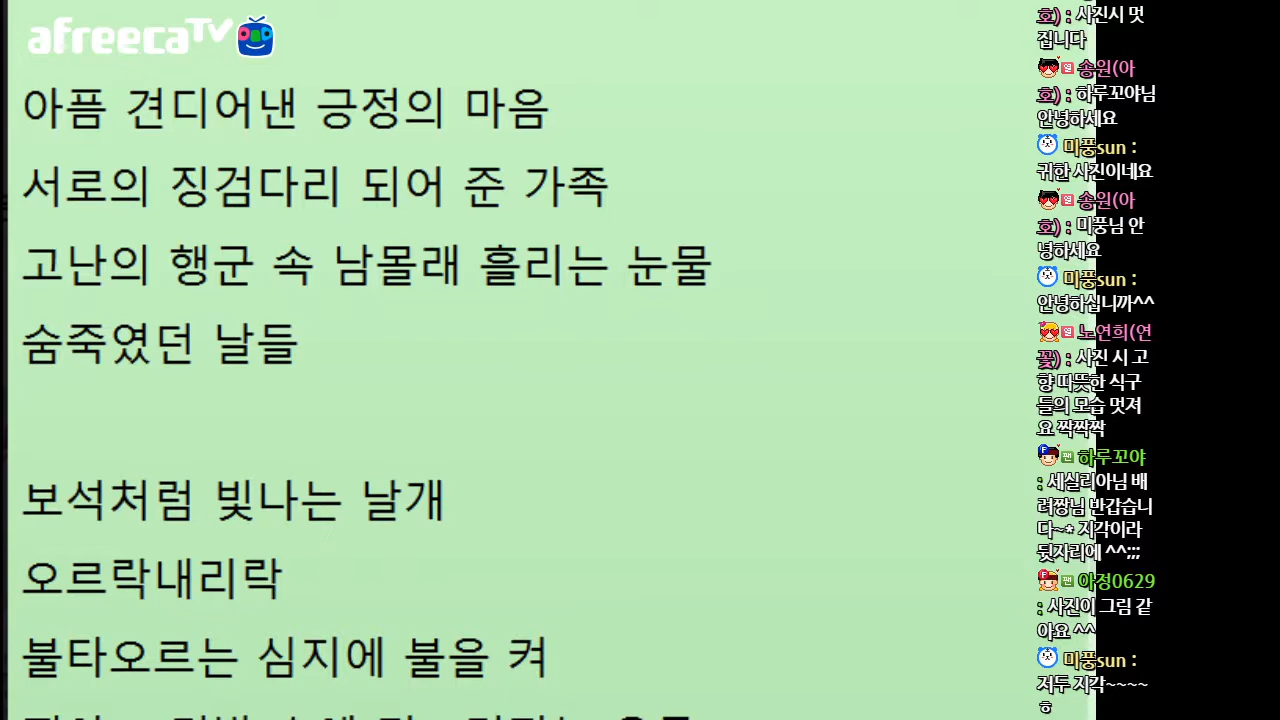 afreecaTV
아픔 견디어낸 긍정의 마음
서로의 징검다리 되어 준 가족
고난의 행군 속 남몰래 흘리는 눈물
숨죽였던 날들
보석처럼 빛나는 날개
오르락내리락
불타오르는 심지에 불을 켜
호) : 사진시 멋
집니다
송원(아
호) : 하루꼬야님
안녕하세요
미풍sun :
귀한 사진이네요
송원(아
호) : 미풍님 안
녕하세요
미풍sun :
안녕하십니까^^
노연희(연
꽃) : 사진 시 고
향 따뜻한 식구
들의 모습 멋져
요 짝짝짝
하루꼬야
: 세실리아님 배
려짱님 반갑습니
다~* 지각이라
뒷자리에 ^^;;;
아정0629
: 사진이 그림 같
아요 ^^
미풍sun :
저두 지각~~~~
ㅎ